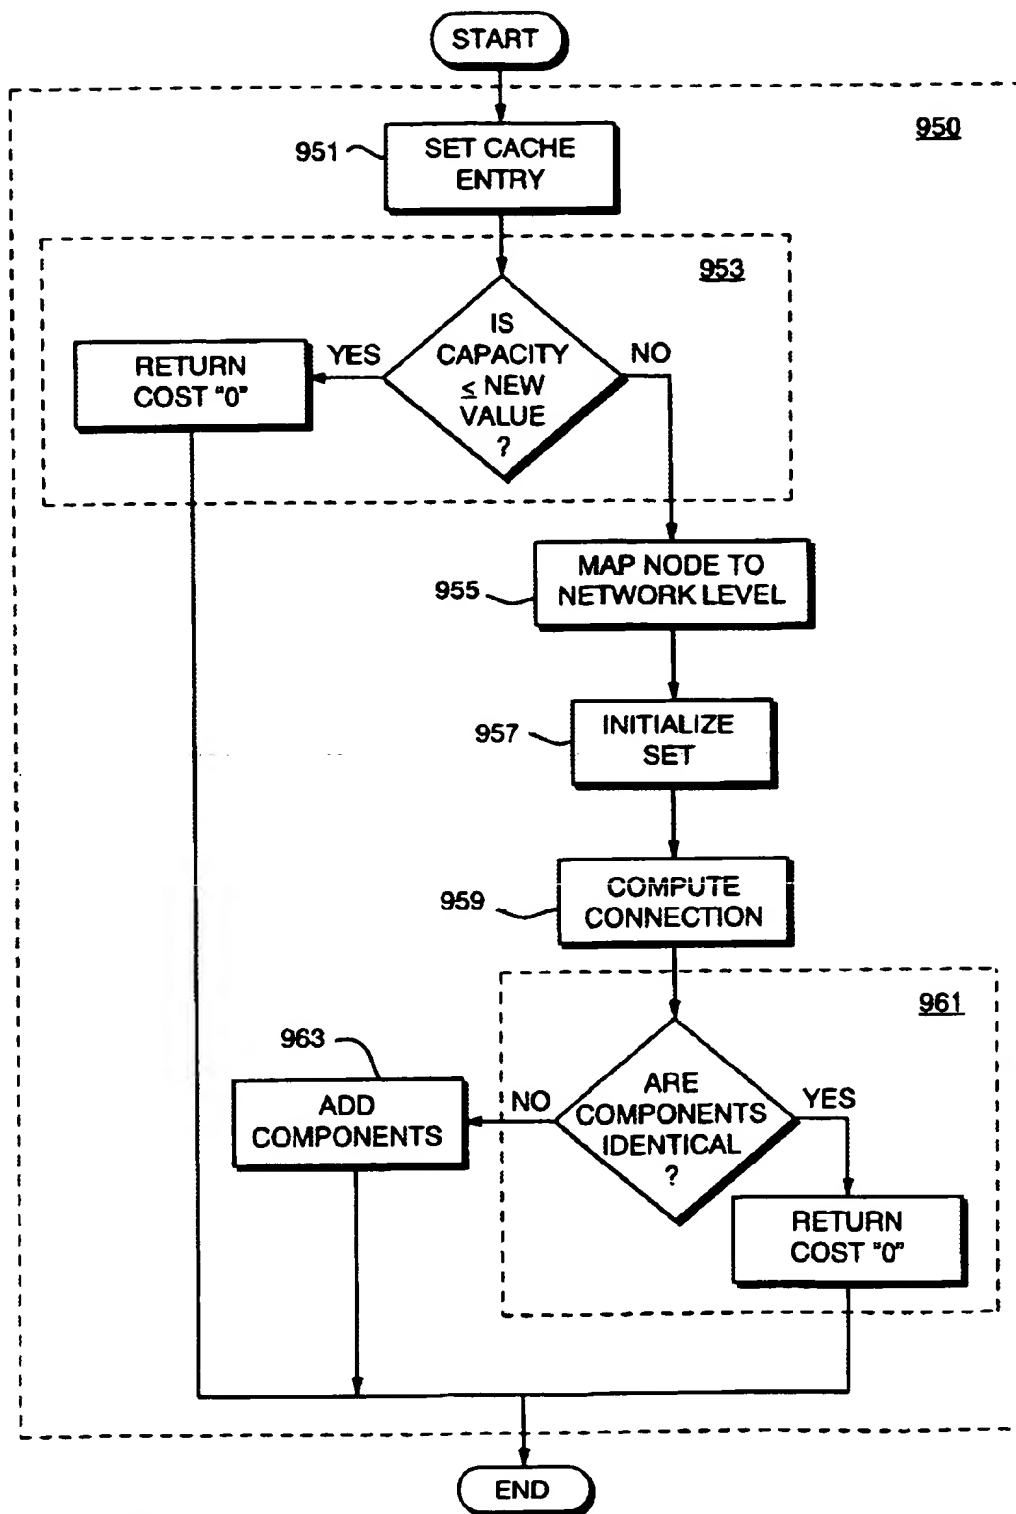 START
950
951
SET CACHE
ENTRY
953
IS
CAPACITY
≤ NEW
VALUE
?
YES
NO
RETURN
COST "0"
955
MAP NODE TO
NETWORK LEVEL
957
INITIALIZE
SET
959
COMPUTE
CONNECTION
961
963
ADD
COMPONENTS
NO
ARE
COMPONENTS
IDENTICAL
?
YES
RETURN
COST "0"
END